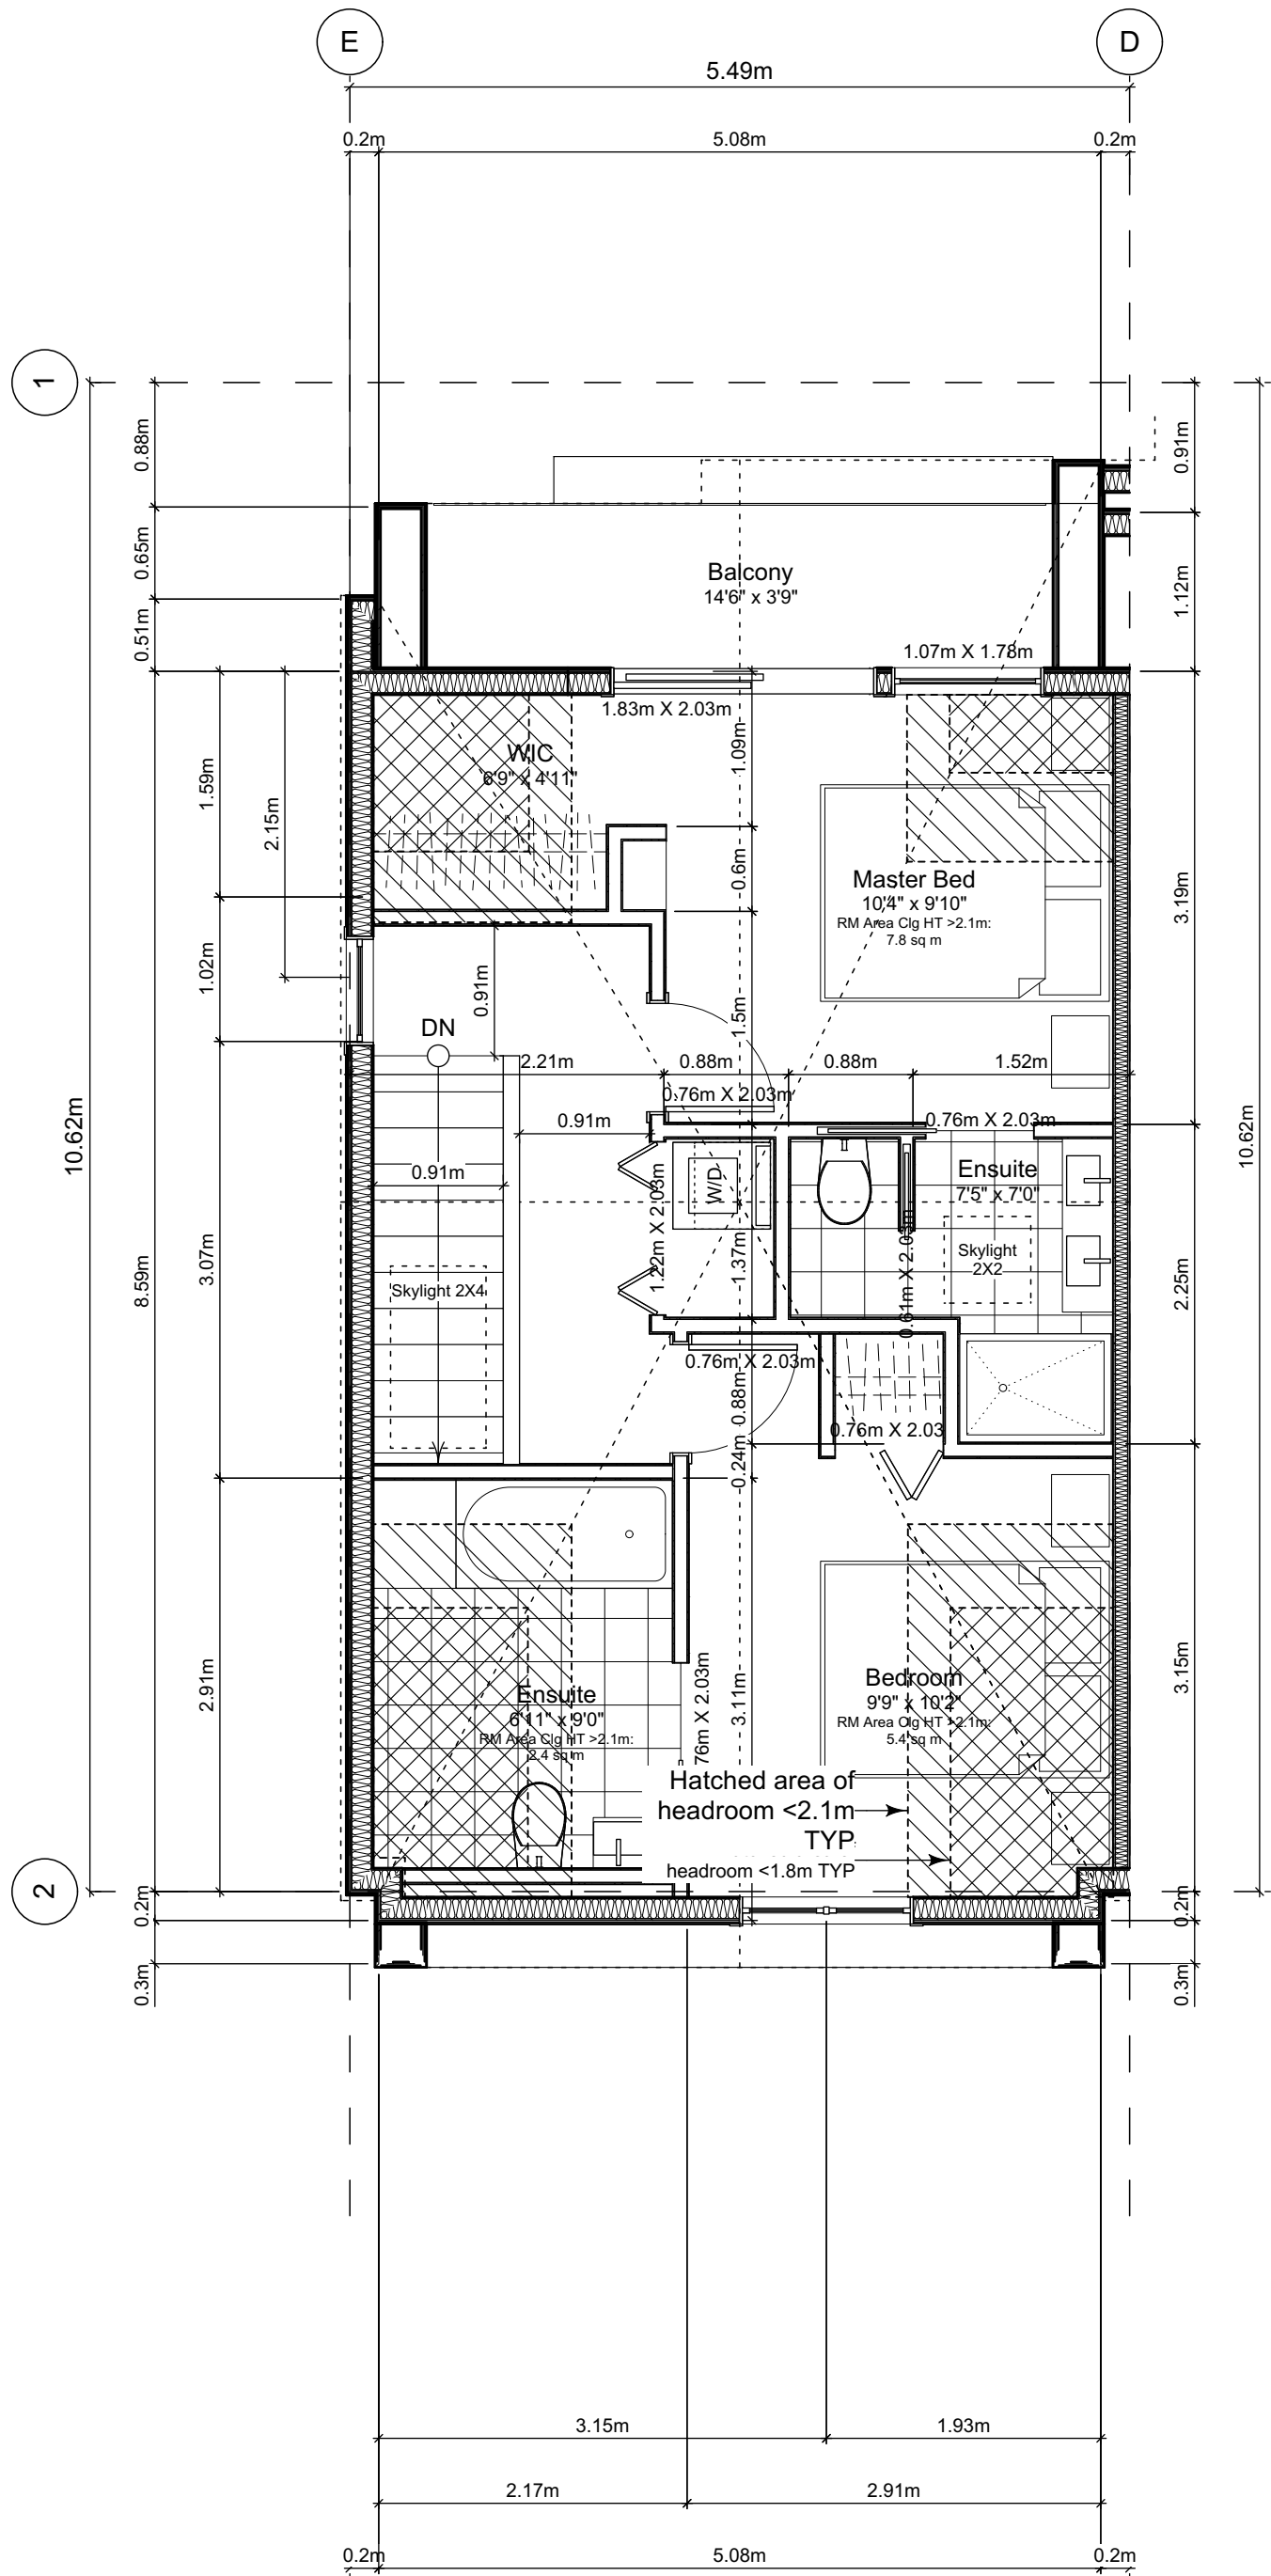 E
D
5.49m
0.2m
5.08m
0.2m
1
0.88m
0.91m
0.65m
1.12m
0.51m
Balcony
14'6" x 3'9"
1.07m X 1.78m
1.83m X 2.03m
WIC
6'9" x 4'11"
1.09m
1.59m
2.15m
0.6m
Master Bed
10'4" x 9'10"
RM Area Clg HT >2.1m:
7.8 sq m
3.19m
1.02m
0.91m
1.5m
DN
2.21m
0.88m
0.88m
1.52m
0.76m X 2.03m
0.76m X 2.03m
0.91m
0.91m
10.62m
10.62m
W/D
Ensuite
7'5" x 7'0"
1.22m X 2.03m
1.37m
0.61m X 2.03m
Skylight
2X2
Skylight 2X4
3.07m
8.59m
2.25m
0.76m X 2.03m
0.88m
0.76m X 2.03
0.24m
2.91m
Ensuite
6'11" x 9'0"
RM Area Clg HT >2.1m:
2.4 sq m
76m X 2.03m
3.11m
Bedroom
9'9" x 10'2"
RM Area Clg HT >2.1m:
5.4 sq m
3.15m
Hatched area of
headroom <2.1m
TYP
headroom <1.8m TYP
2
0.2m
0.2m
0.3m
0.3m
3.15m
1.93m
2.17m
2.91m
0.2m
5.08m
0.2m